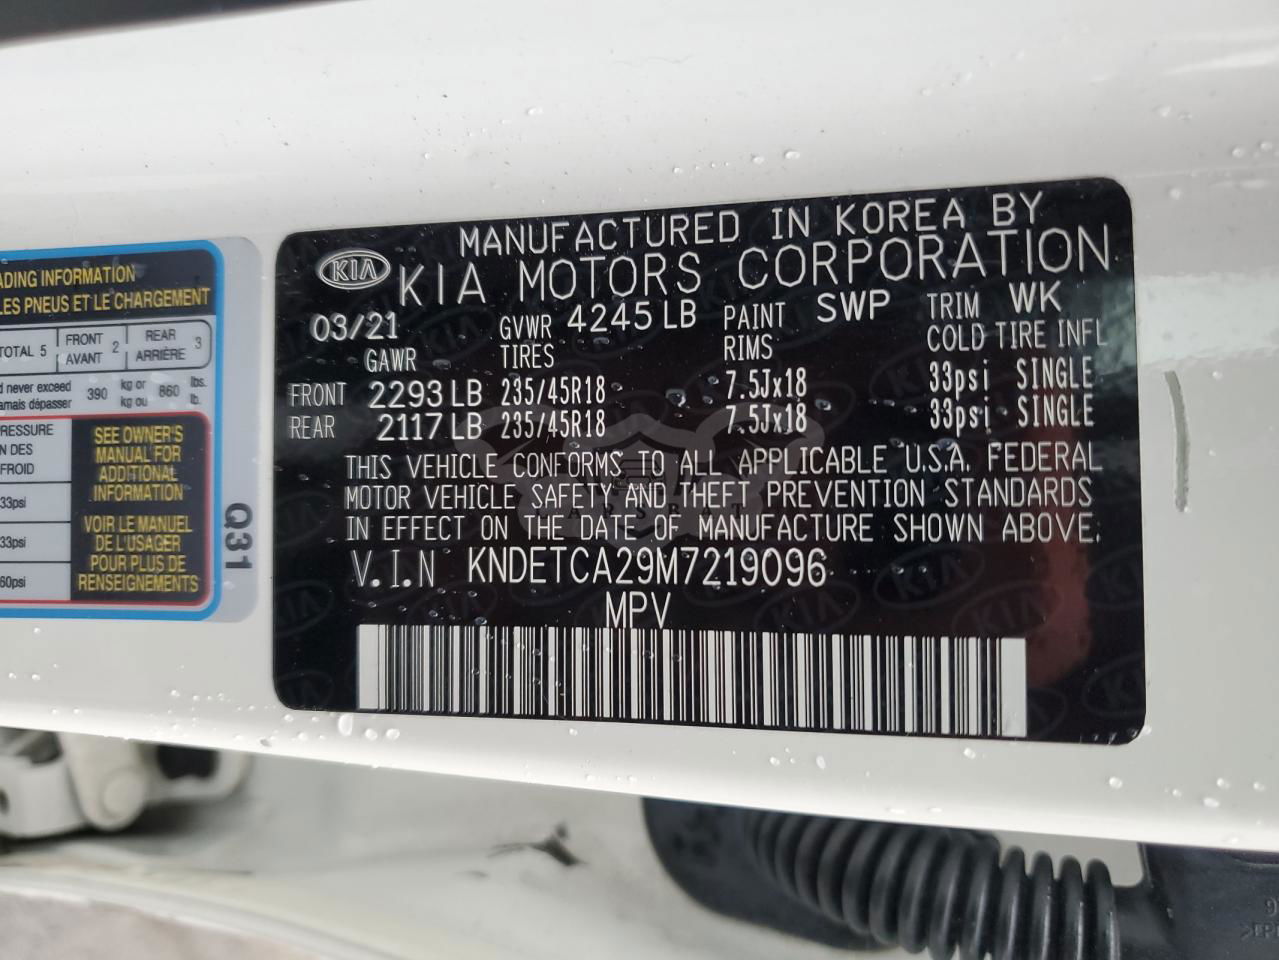 MANUFACTURED IN KOREA BY
KIA KIA MOTORS CORPORATION
03/21 GVWR 4245 LB PAINT SWP TRIM WK
GAWR TIRES RIMS COLD TIRE INFL
FRONT 2293 LB 235/45R18 7.5Jx18 33psi SINGLE
REAR 2117 LB 235/45R18 7.5Jx18 33psi SINGLE
THIS VEHICLE CONFORMS TO ALL APPLICABLE U.S.A. FEDERAL
MOTOR VEHICLE SAFETY AND THEFT PREVENTION STANDARDS
IN EFFECT ON THE DATE OF MANUFACTURE SHOWN ABOVE.
V.I.N KNDETCA29M7219096
MPV
INFORMATION
LES PNEUS ET LE CHARGEMENT
TOTAL 5 FRONT AVANT 2 REAR ARRIÈRE 3
never exceed 390 kg or 860 lbs.
jamais dépasser kg ou lb.
SEE OWNER'S
MANUAL FOR
ADDITIONAL
INFORMATION
VOIR LE MANUEL
DE L'USAGER
POUR PLUS DE
RENSEIGNEMENTS
DES
FROID
33psi
33psi
60psi
Q31